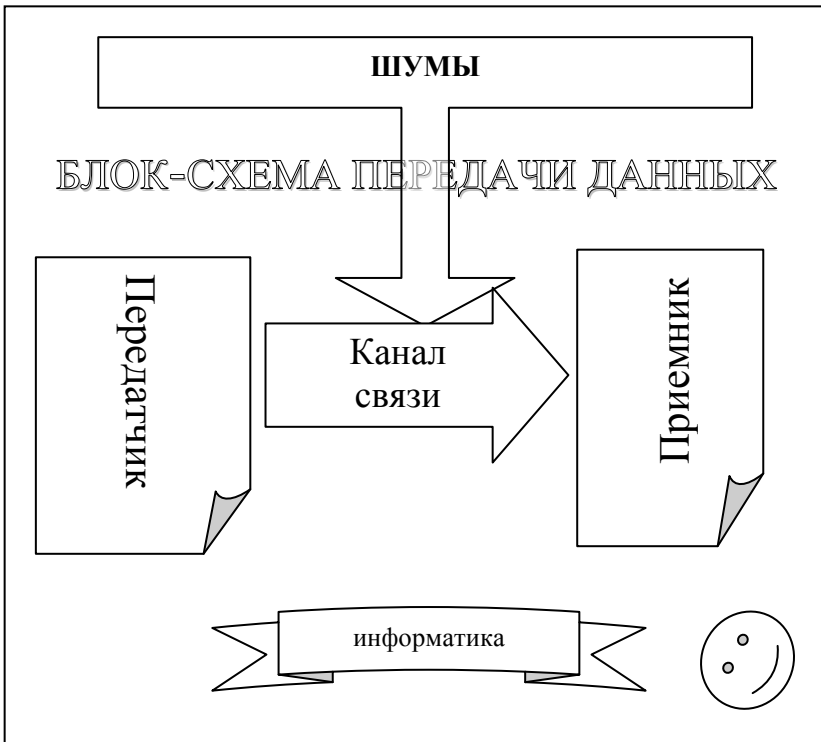 ШУМЫ
БЛОК-СХЕМА ПЕРЕДАЧИ ДАННЫХ
Передатчик
Канал
связи
Приемник
информатика